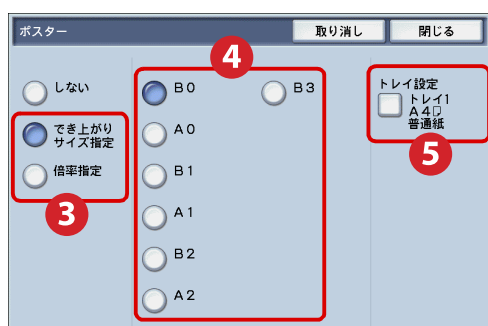 ポスター
取り消し
閉じる
しない
でき上がり
サイズ指定
倍率指定
3
4
B0
A0
B1
A1
B2
A2
B3
トレイ設定
トレイ1
A4
普通紙
5